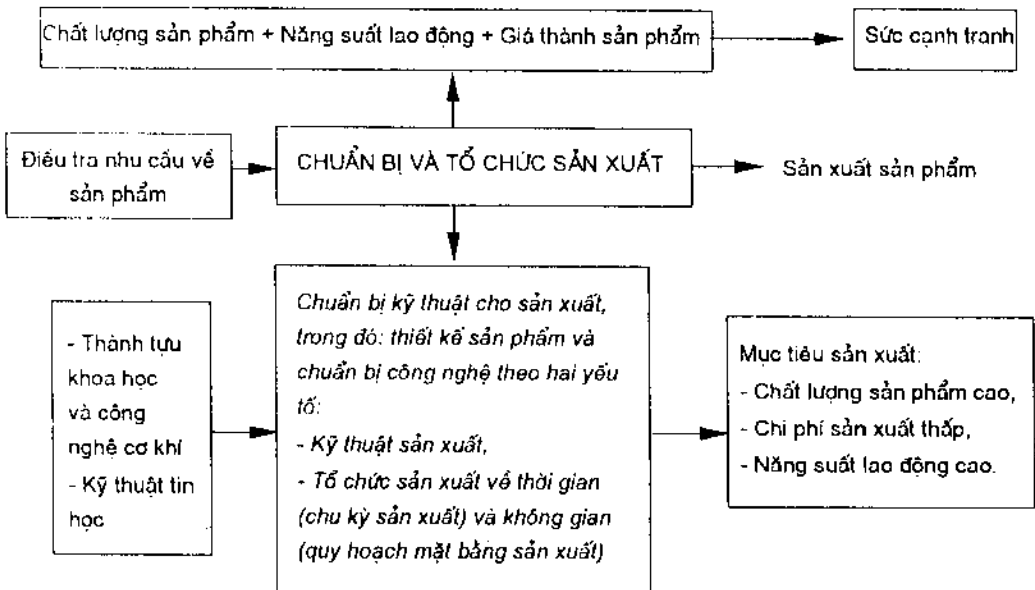 Chất lượng sản phẩm + Năng suất lao động + Giá thành sản phẩm
Sức cạnh tranh
Điều tra nhu cầu về
sản phẩm
CHUẨN BỊ VÀ TỔ CHỨC SẢN XUẤT
Sản xuất sản phẩm
- Thành tựu
khoa học
và công
nghệ cơ khí
- Kỹ thuật tin
học
Chuẩn bị kỹ thuật cho sản xuất,
trong đó: thiết kế sản phẩm và
chuẩn bị công nghệ theo hai yếu
tố:
- Kỹ thuật sản xuất,
- Tổ chức sản xuất về thời gian
(chu kỳ sản xuất) và không gian
(quy hoạch mặt bằng sản xuất)
Mục tiêu sản xuất:
- Chất lượng sản phẩm cao,
- Chi phí sản xuất thấp,
- Năng suất lao động cao.